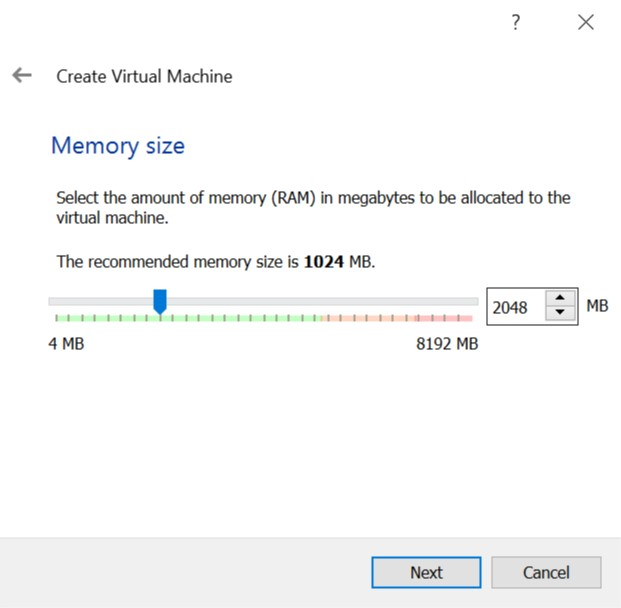 ?
Create Virtual Machine
Memory size
Select the amount of memory (RAM) in megabytes to be allocated to the
virtual machine.
The recommended memory size is 1024 MB.
2048 MB
4 MB 8192 MB
Next Cancel